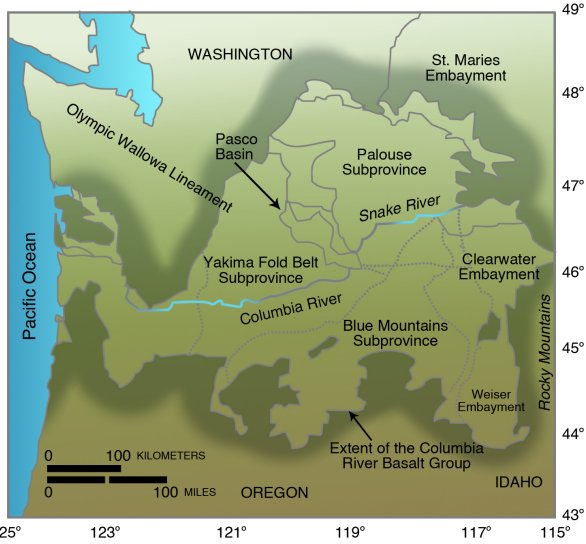 49°
WASHINGTON
St. Maries
Embayment
48°
Olympic Wallowa Lineament
Pasco
Basin
Palouse
Subprovince
47°
Snake River
Pacific Ocean
Yakima Fold Belt
Subprovince
Clearwater
Embayment
46°
Columbia River
Rocky Mountains
Blue Mountains
Subprovince
45°
Weiser
Embayment
44°
Extent of the Columbia
River Basalt Group
0 100 KILOMETERS
0 100 MILES
OREGON
IDAHO
43°
25° 123° 121° 119° 117° 115°